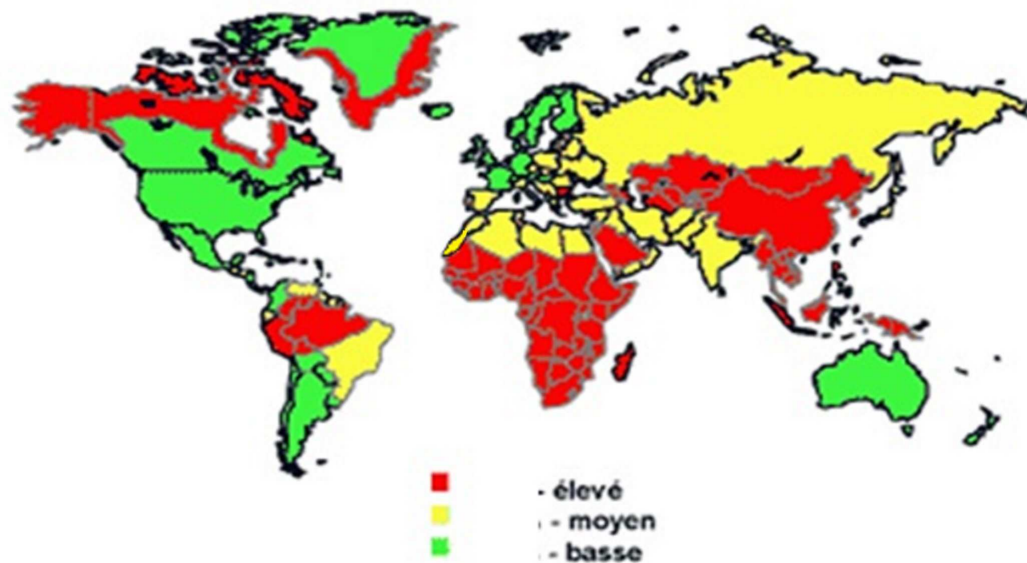 - élevé
- moyen
- basse